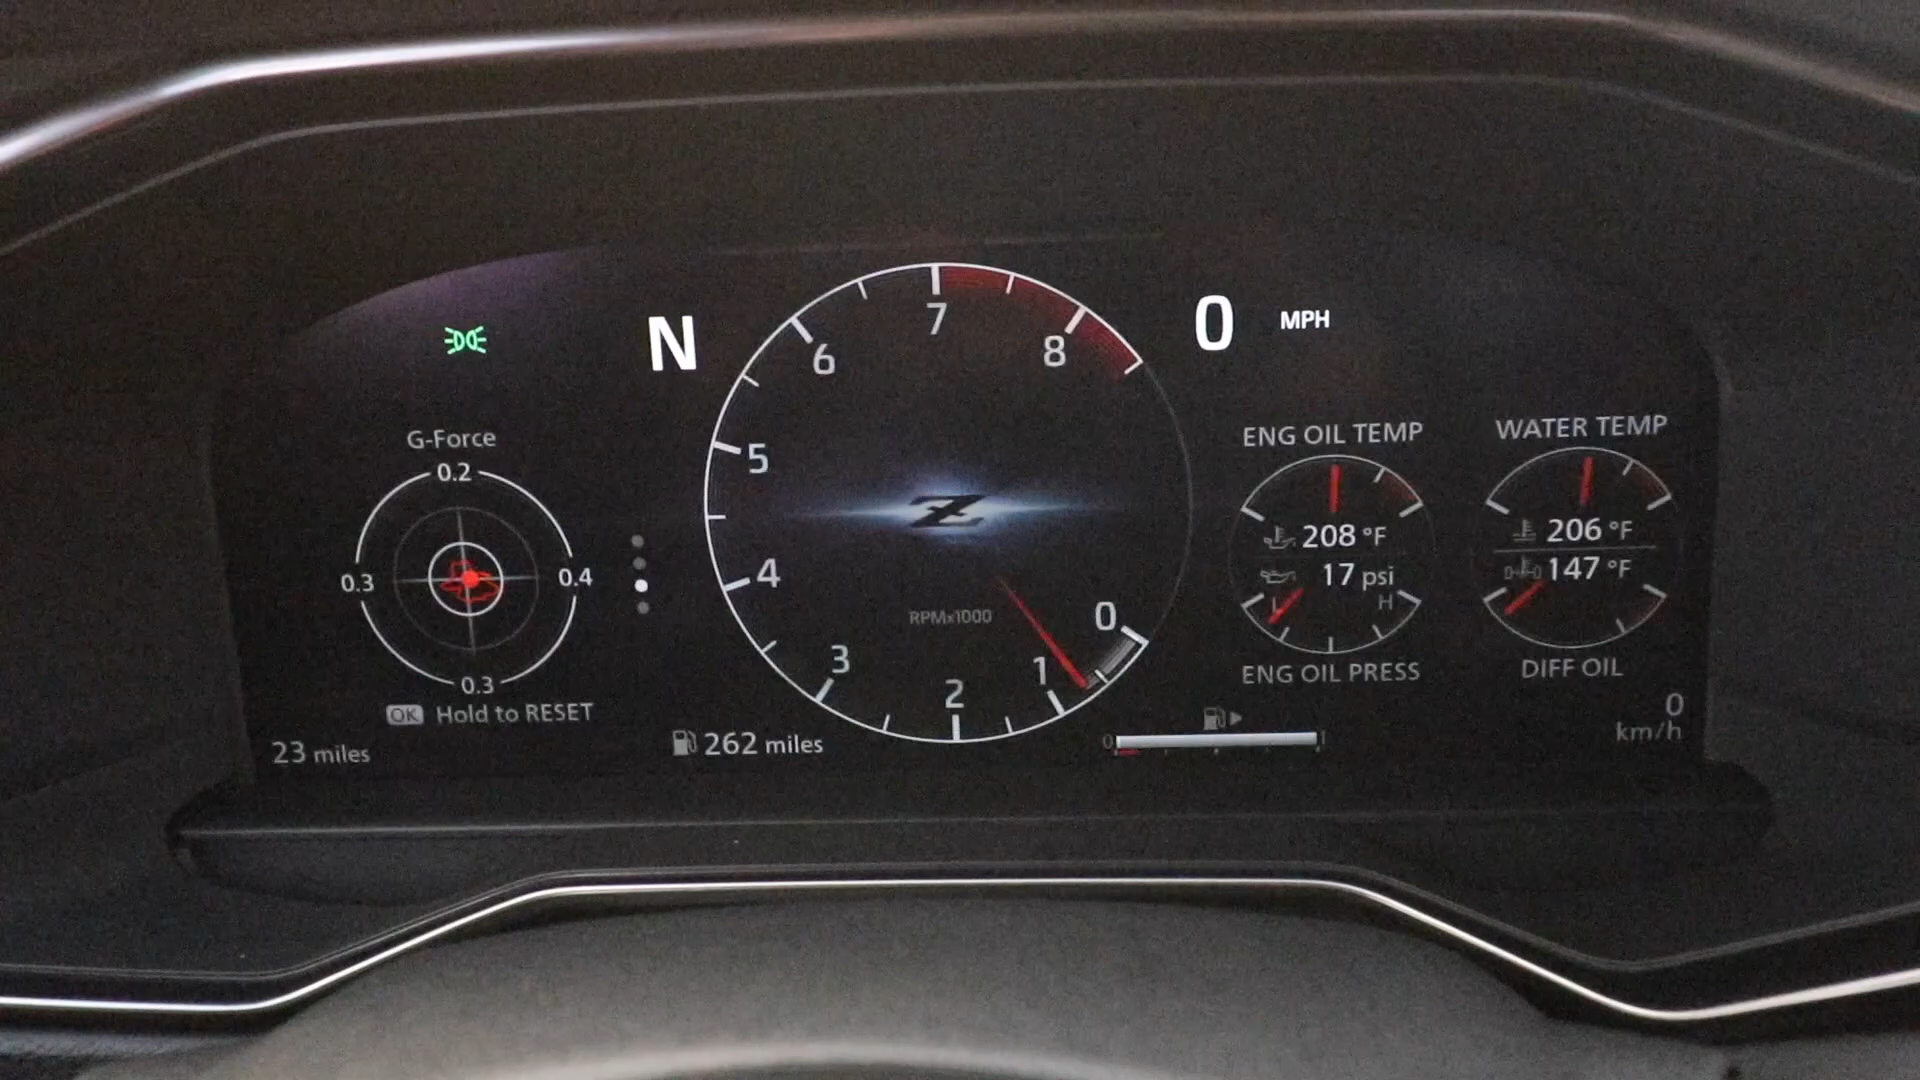 N
0 MPH
G-Force
0.2
0.3
0.4
0.3
OK Hold to RESET
23 miles
262 miles
7
8
6
5
4
3
2
1
0
RPMx1000
Z
ENG OIL TEMP
208 °F
17 psi
L
H
ENG OIL PRESS
WATER TEMP
206 °F
147 °F
DIFF OIL
0
0
km/h